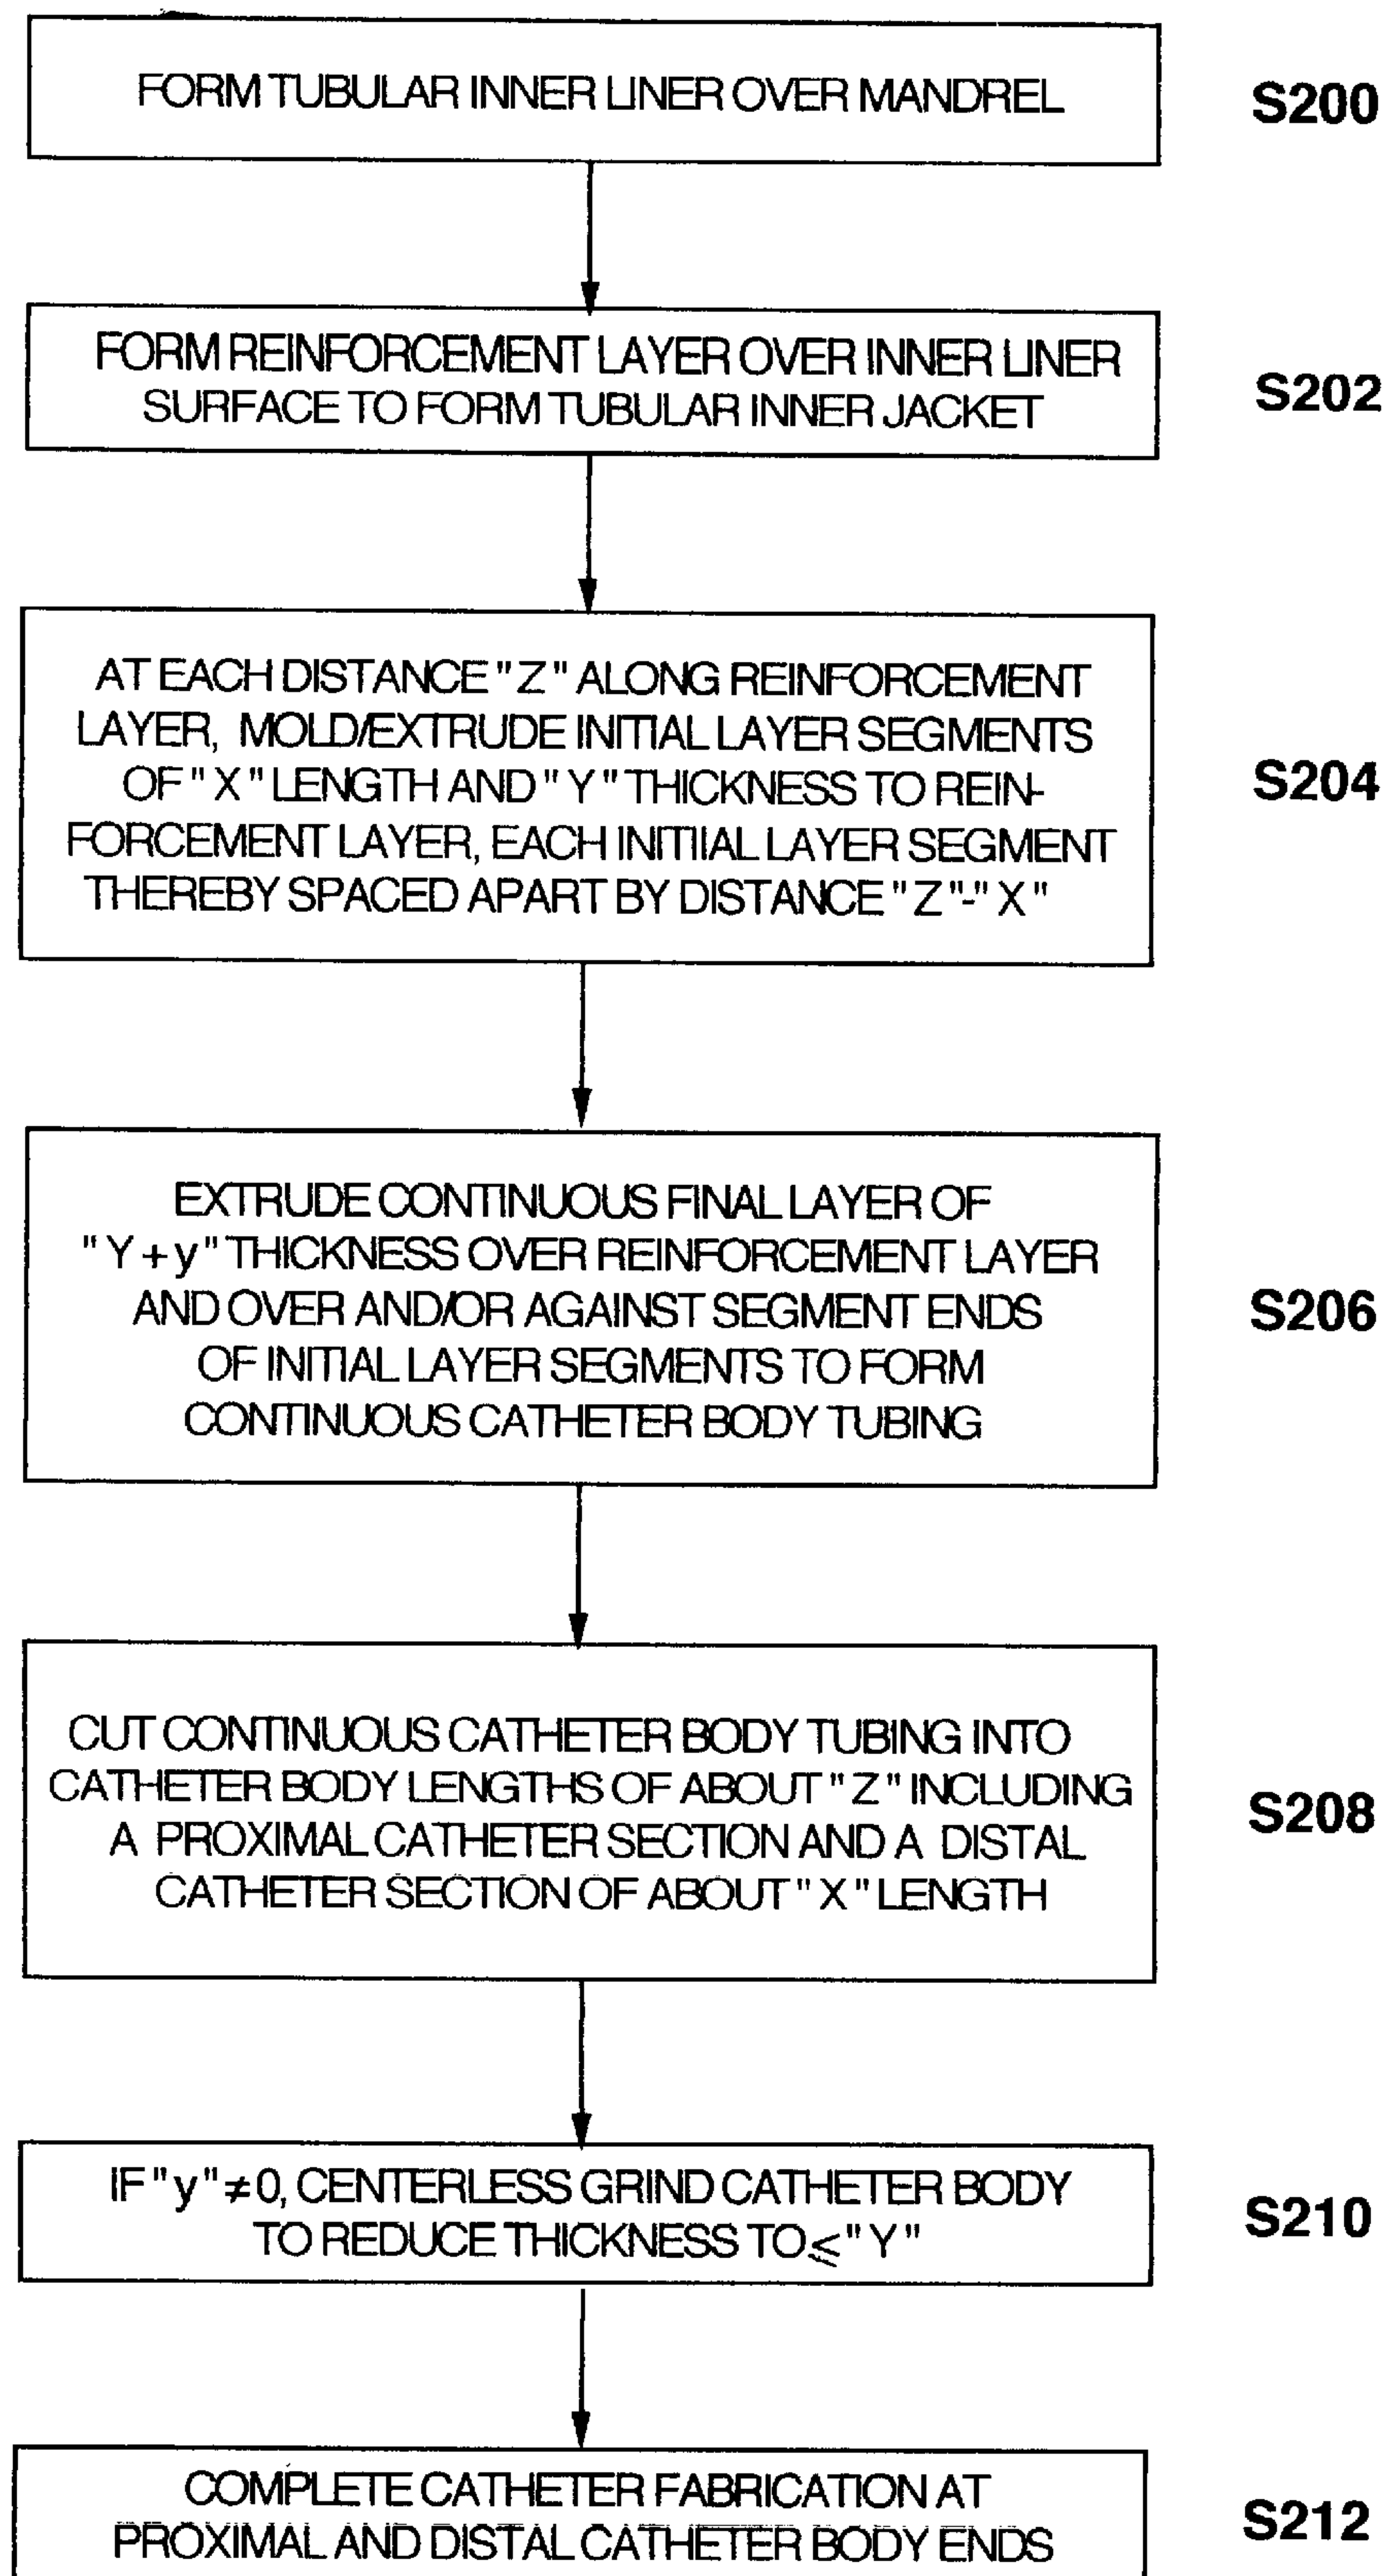 FORM TUBULAR INNER LINER OVER MANDREL
S200
FORM REINFORCEMENT LAYER OVER INNER LINER
SURFACE TO FORM TUBULAR INNER JACKET
S202
AT EACH DISTANCE "Z" ALONG REINFORCEMENT
LAYER, MOLD/EXTRUDE INITIAL LAYER SEGMENTS
OF "X" LENGTH AND "Y" THICKNESS TO REIN-
FORCEMENT LAYER, EACH INITIIAL LAYER SEGMENT
THEREBY SPACED APART BY DISTANCE "Z"-"X"
S204
EXTRUDE CONTINUOUS FINAL LAYER OF
"Y+y" THICKNESS OVER REINFORCEMENT LAYER
AND OVER AND/OR AGAINST SEGMENT ENDS
OF INITIAL LAYER SEGMENTS TO FORM
CONTINUOUS CATHETER BODY TUBING
S206
CUT CONTINUOUS CATHETER BODY TUBING INTO
CATHETER BODY LENGTHS OF ABOUT "Z" INCLUDING
A PROXIMAL CATHETER SECTION AND A DISTAL
CATHETER SECTION OF ABOUT "X" LENGTH
S208
IF "y" ≠ 0, CENTERLESS GRIND CATHETER BODY
TO REDUCE THICKNESS TO ≤ "Y"
S210
COMPLETE CATHETER FABRICATION AT
PROXIMAL AND DISTAL CATHETER BODY ENDS
S212